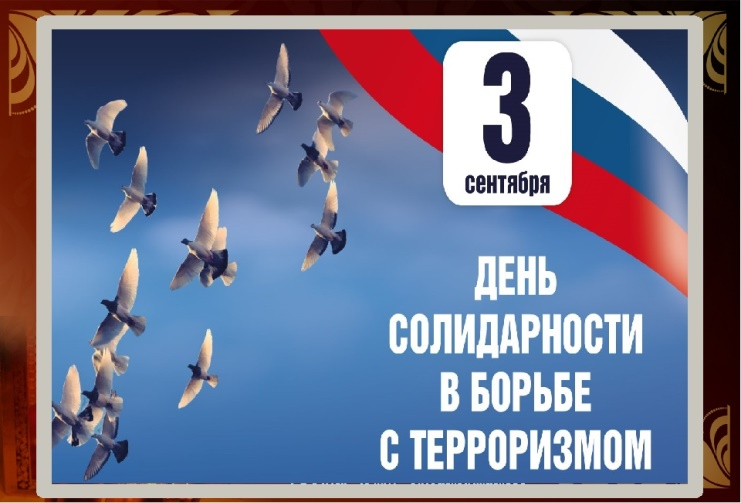 3
сентября
ДЕНЬ
СОЛИДАРНОСТИ
В БОРЬБЕ
С ТЕРРОРИЗМОМ